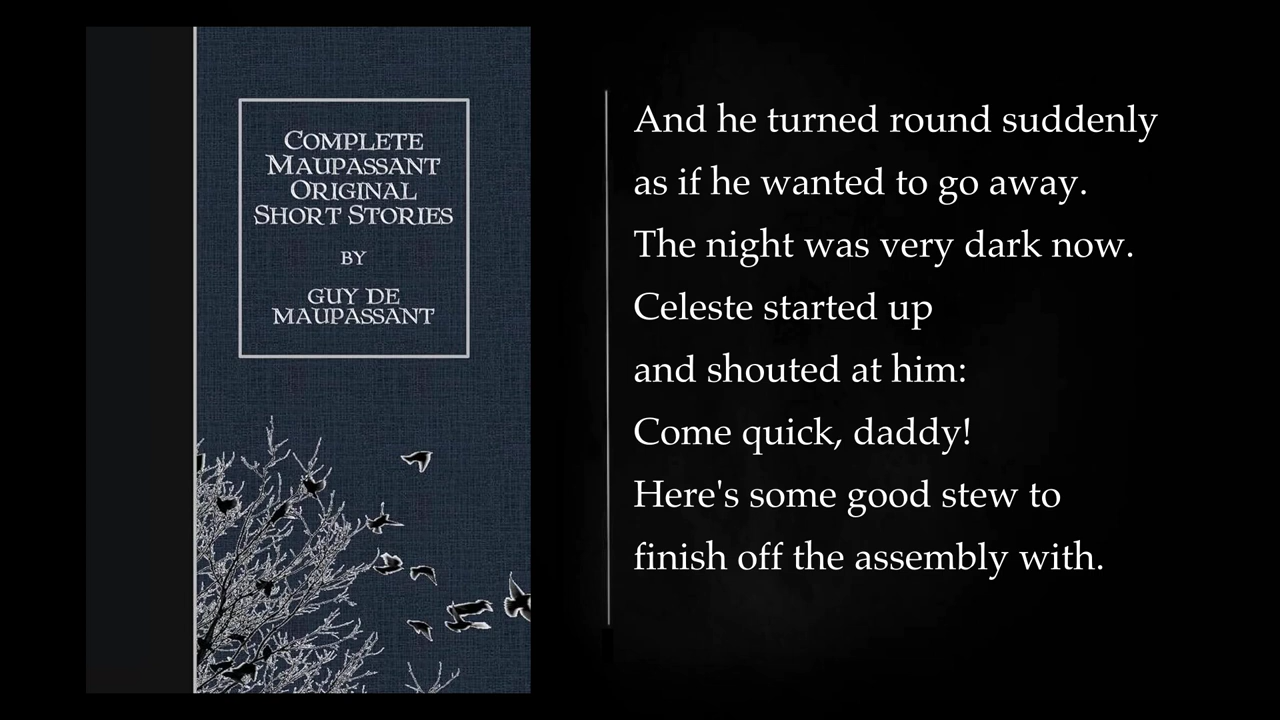 COMPLETE
MAUPASSANT
ORIGINAL
SHORT STORIES
BY
GUY DE
MAUPASSANT
And he turned round suddenly
as if he wanted to go away.
The night was very dark now.
Celeste started up
and shouted at him:
Come quick, daddy!
Here's some good stew to
finish off the assembly with.